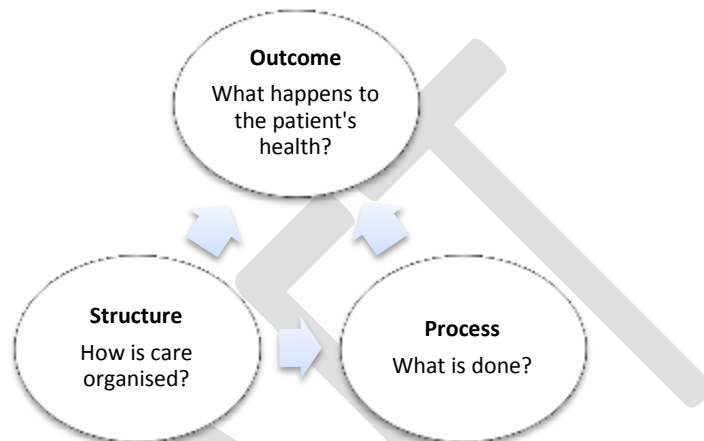 Outcome
What happens to
the patient's
health?
Structure
How is care
organised?
Process
What is done?